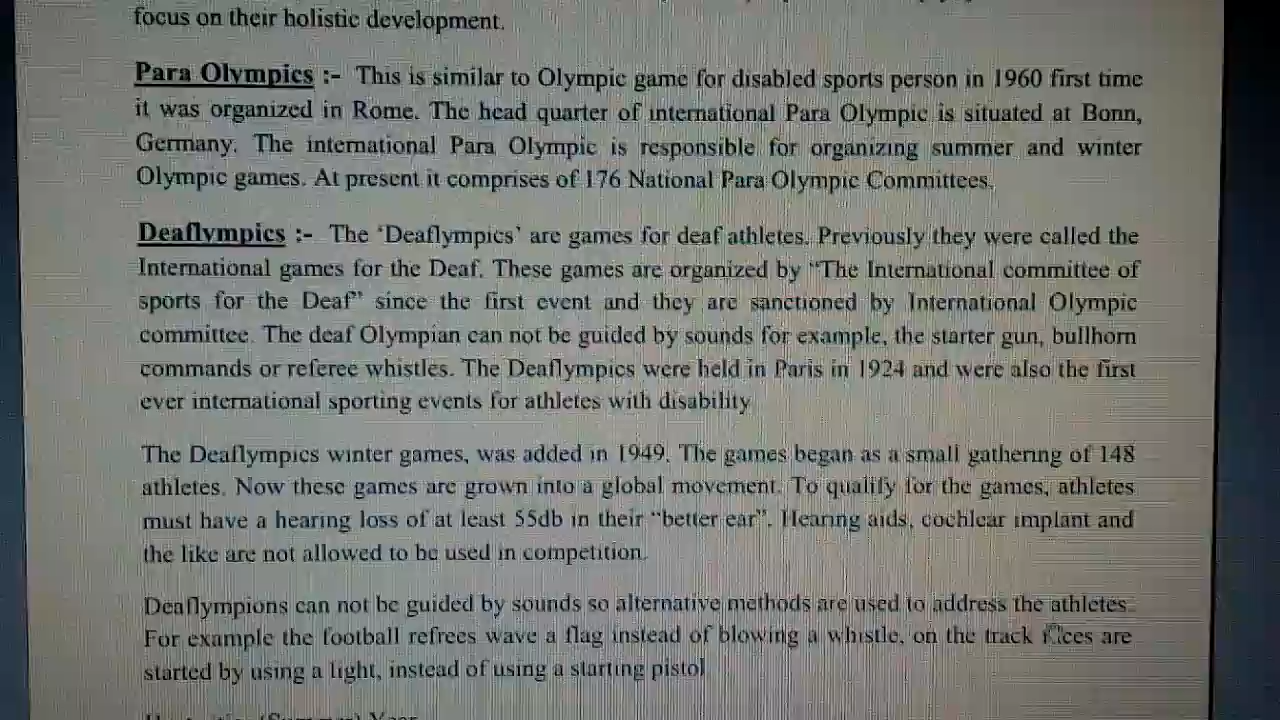 focus on their holistic development.
Para Olympics :- This is similar to Olympic game for disabled sports person in 1960 first time
it was organized in Rome. The head quarter of international Para Olympic is situated at Bonn,
Germany. The international Para Olympic is responsible for organizing summer and winter
Olympic games. At present it comprises of 176 National Para Olympic Committees.
Deaflympics :- The 'Deaflympics' are games for deaf athletes. Previously they were called the
International games for the Deaf. These games are organized by "The International committee of
sports for the Deaf" since the first event and they are sanctioned by International Olympic
committee. The deaf Olympian can not be guided by sounds for example, the starter gun, bullhorn
commands or referee whistles. The Deaflympics were held in Paris in 1924 and were also the first
ever international sporting events for athletes with disability
The Deaflympics winter games, was added in 1949. The games began as a small gathering of 148
athletes. Now these games are grown into a global movement. To qualify for the games, athletes
must have a hearing loss of at least 55db in their "better ear". Hearing aids, cochlear implant and
the like are not allowed to be used in competition.
Deaflympions can not be guided by sounds so alternative methods are used to address the athletes.
For example the football refrees wave a flag instead of blowing a whistle, on the track races are
started by using a light, instead of using a starting pistol